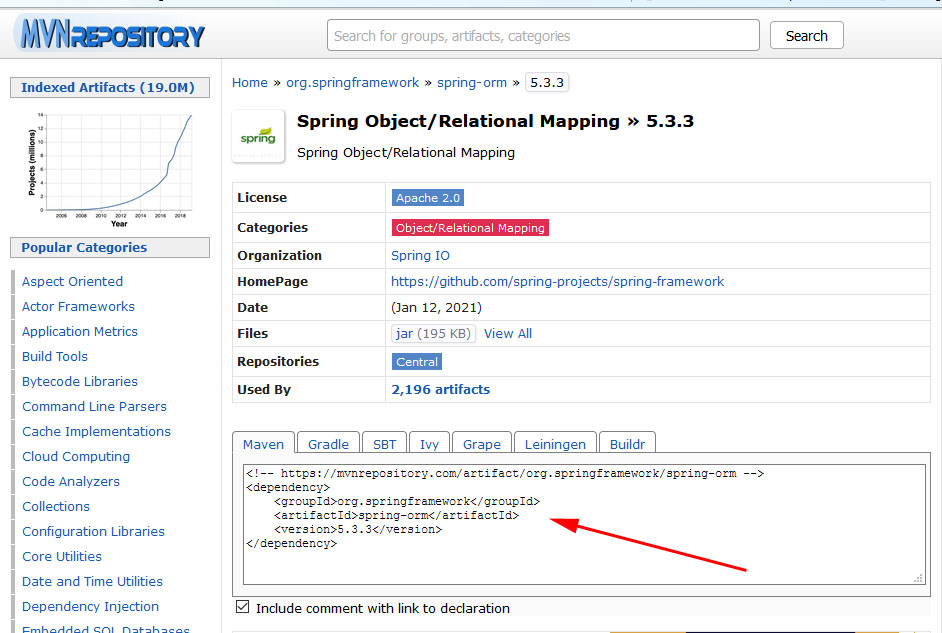 MVNREPOSITORY
Search for groups, artifacts, categories
Search
Indexed Artifacts (19.0M)
Projects (millions)
14
12
10
8
6
4
2
0
2006 2008 2010 2012 2014 2016 2018
Year
Popular Categories
Aspect Oriented
Actor Frameworks
Application Metrics
Build Tools
Bytecode Libraries
Command Line Parsers
Cache Implementations
Cloud Computing
Code Analyzers
Collections
Configuration Libraries
Core Utilities
Date and Time Utilities
Dependency Injection
Embedded SQL Databases
Home » org.springframework » spring-orm » 5.3.3
spring
Spring Object/Relational Mapping » 5.3.3
Spring Object/Relational Mapping
License Apache 2.0
Categories Object/Relational Mapping
Organization Spring IO
HomePage https://github.com/spring-projects/spring-framework
Date (Jan 12, 2021)
Files jar (195 KB) View All
Repositories Central
Used By 2,196 artifacts
Maven Gradle SBT Ivy Grape Leiningen Buildr
<!-- https://mvnrepository.com/artifact/org.springframework/spring-orm -->
<dependency>
    <groupId>org.springframework</groupId>
    <artifactId>spring-orm</artifactId>
    <version>5.3.3</version>
</dependency>
Include comment with link to declaration